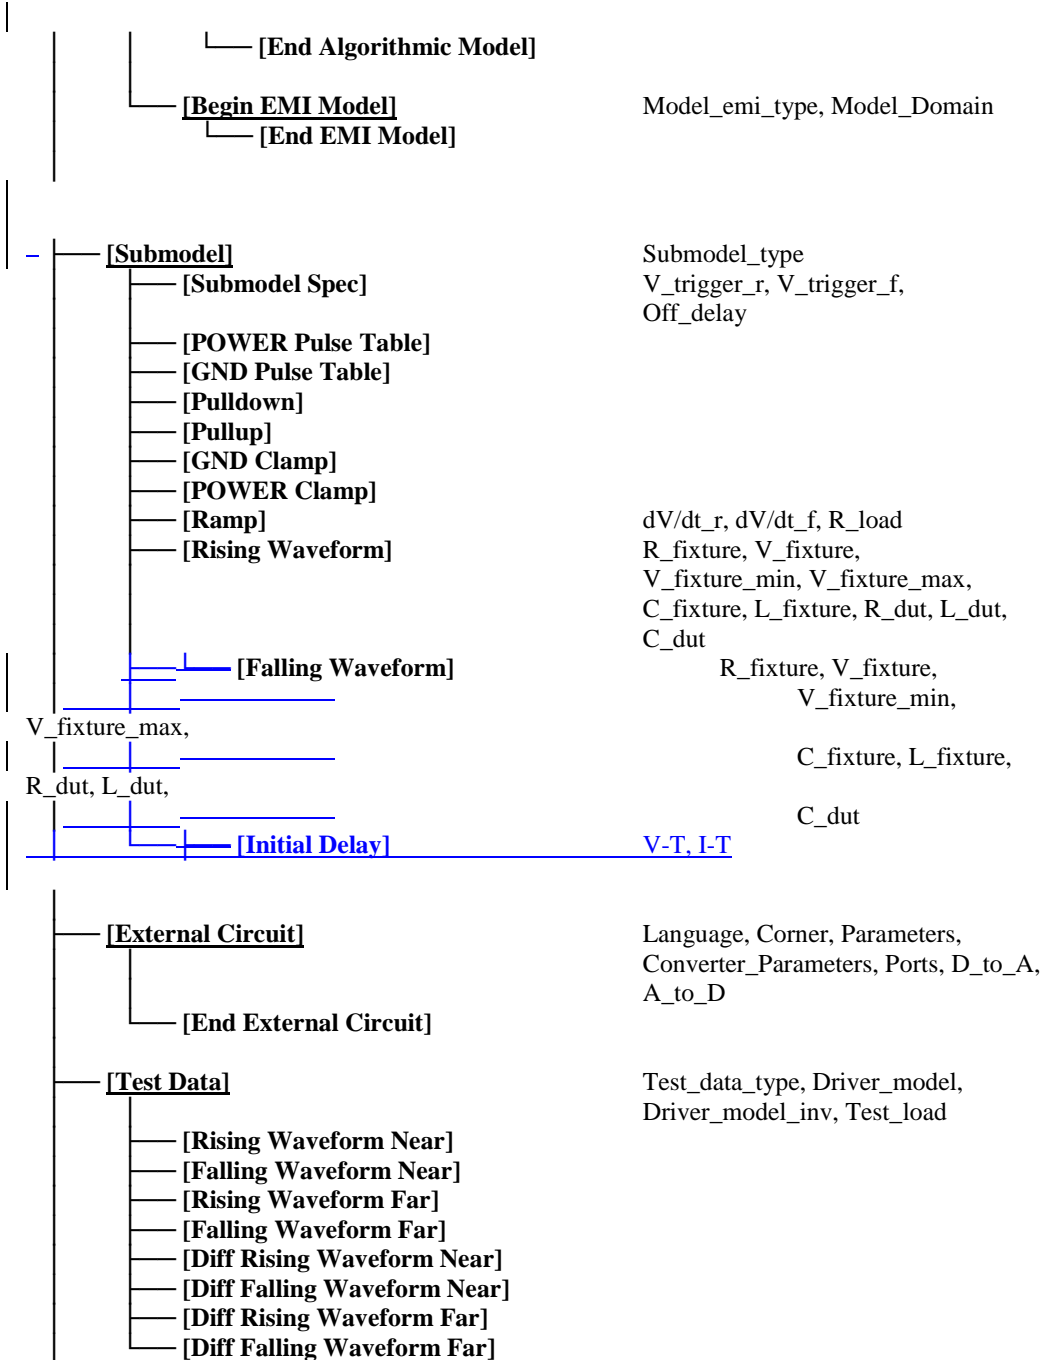 [End Algorithmic Model]
[Begin EMI Model] Model_emi_type, Model_Domain
[End EMI Model]
[Submodel] Submodel_type
[Submodel Spec] V_trigger_r, V_trigger_f,
Off_delay
[POWER Pulse Table]
[GND Pulse Table]
[Pulldown]
[Pullup]
[GND Clamp]
[POWER Clamp]
[Ramp] dV/dt_r, dV/dt_f, R_load
[Rising Waveform] R_fixture, V_fixture,
V_fixture_min, V_fixture_max,
C_fixture, L_fixture, R_dut, L_dut,
C_dut
[Falling Waveform] R_fixture, V_fixture,
V_fixture_min,
V_fixture_max,
C_fixture, L_fixture,
R_dut, L_dut,
C_dut
[Initial Delay] V-T, I-T
[External Circuit] Language, Corner, Parameters,
Converter_Parameters, Ports, D_to_A,
A_to_D
[End External Circuit]
[Test Data] Test_data_type, Driver_model,
Driver_model_inv, Test_load
[Rising Waveform Near]
[Falling Waveform Near]
[Rising Waveform Far]
[Falling Waveform Far]
[Diff Rising Waveform Near]
[Diff Falling Waveform Near]
[Diff Rising Waveform Far]
[Diff Falling Waveform Far]